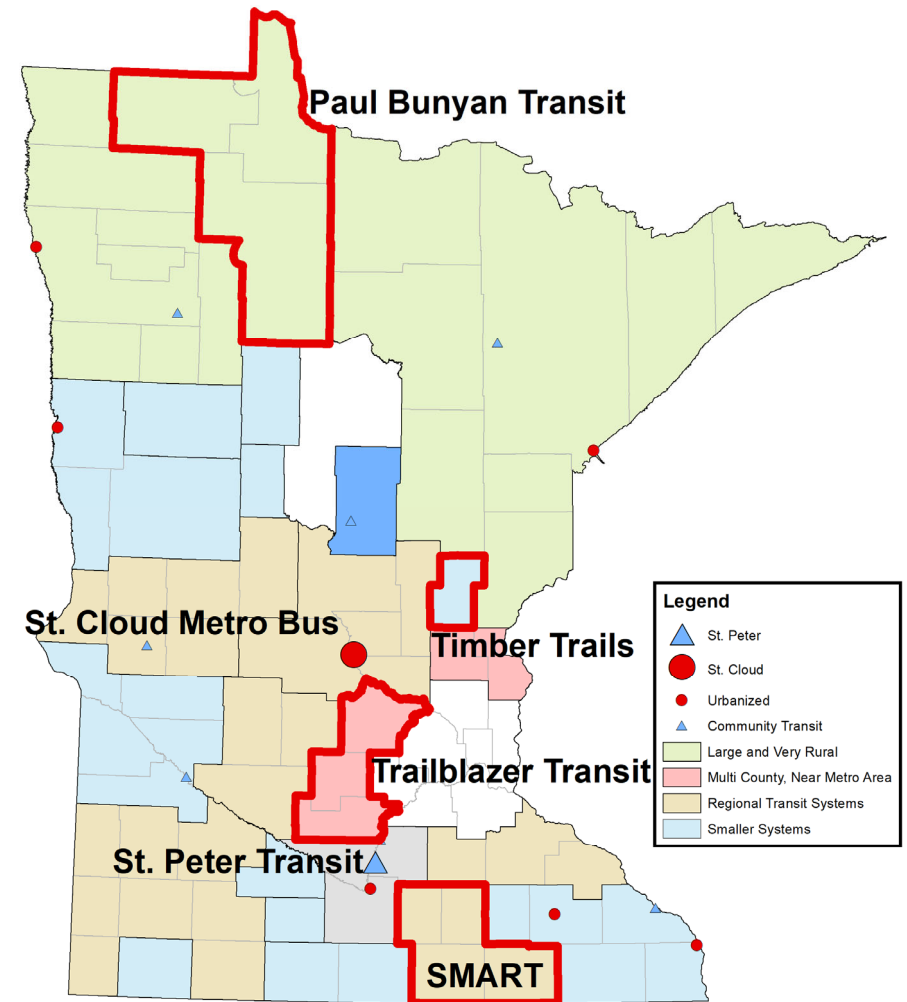 Paul Bunyan Transit
St. Cloud Metro Bus
Timber Trails
Trailblazer Transit
St. Peter Transit
SMART
Legend
St. Peter
St. Cloud
Urbanized
Community Transit
Large and Very Rural
Multi County, Near Metro Area
Regional Transit Systems
Smaller Systems